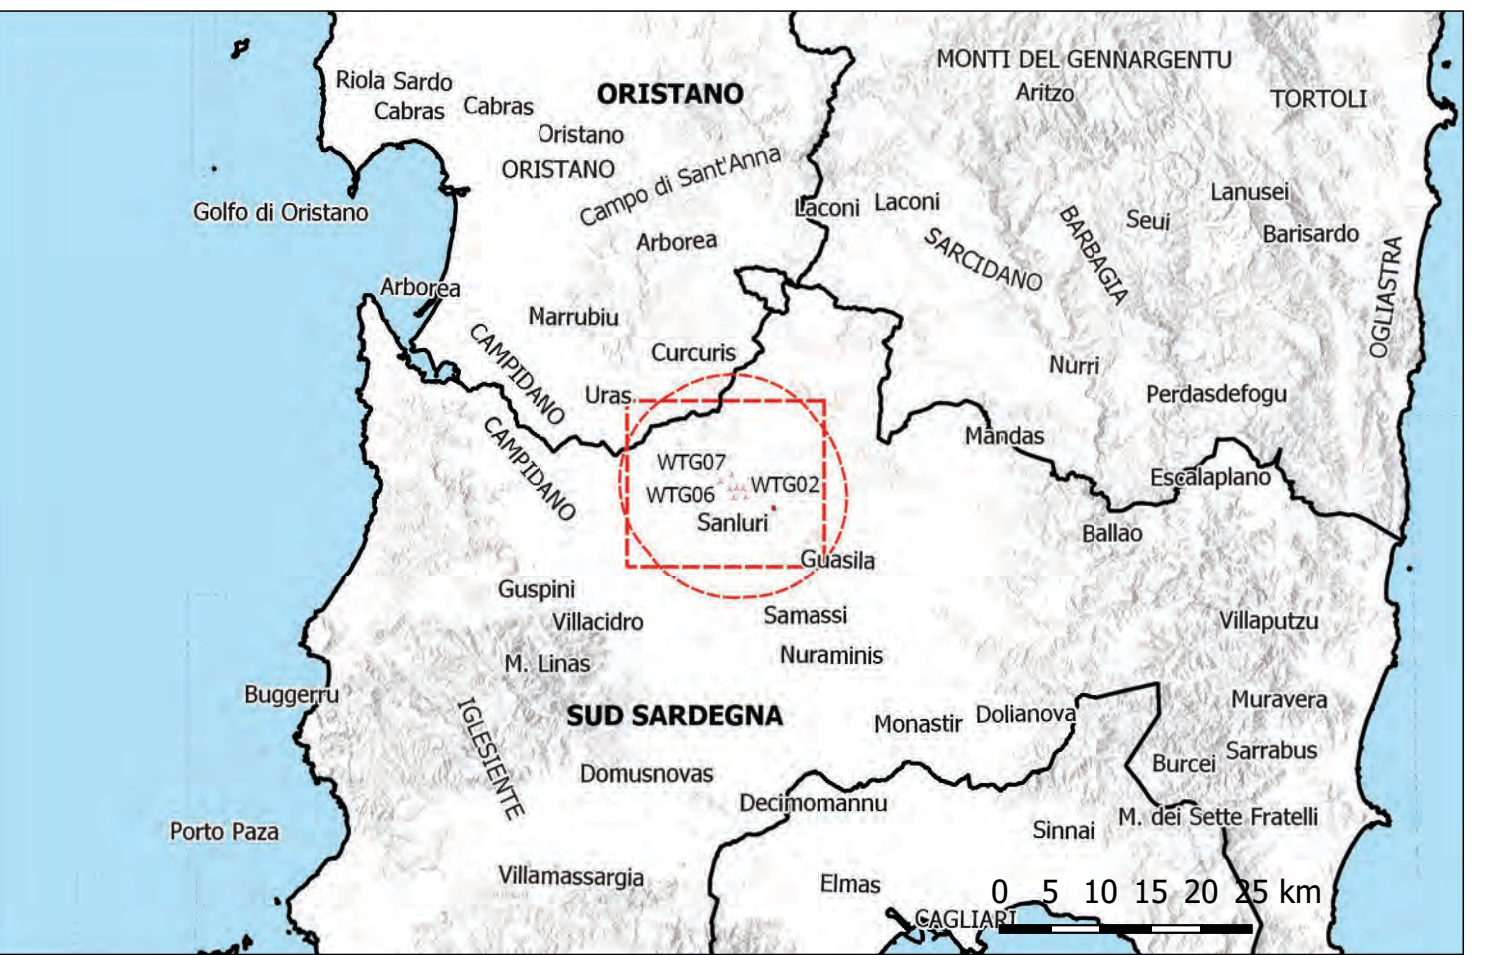 MONTI DEL GENNARGENTU
Riola Sardo
Aritzo
ORISTANO
TORTOLI
Cabras
Cabras
Oristano
ORISTANO
Campo di Sant'Anna
Lanusei
Laconi
Laconi
Golfo di Oristano
Seui
BARBAGIA
Barisardo
Arborea
SARCIDANO
OGLIASTRA
Arborea
Marrubiu
CAMPIDANO
Curcuris
Nurri
Uras
Perdasdefogu
CAMPIDANO
Mandas
WTG07
Escalaplano
WTG02
WTG06
Sanluri
Ballao
Guasila
Guspini
Samassi
Villacidro
Villaputzu
Nuraminis
M. Linas
Buggerru
Muravera
IGLESIENTE
SUD SARDEGNA
Dolianova
Monastir
Sarrabus
Burcei
Domusnovas
Decimomannu
M. dei Sette Fratelli
Porto Paza
Sinnai
Villamassargia
Elmas
0 5 10 15 20 25 km
CAGLIARI